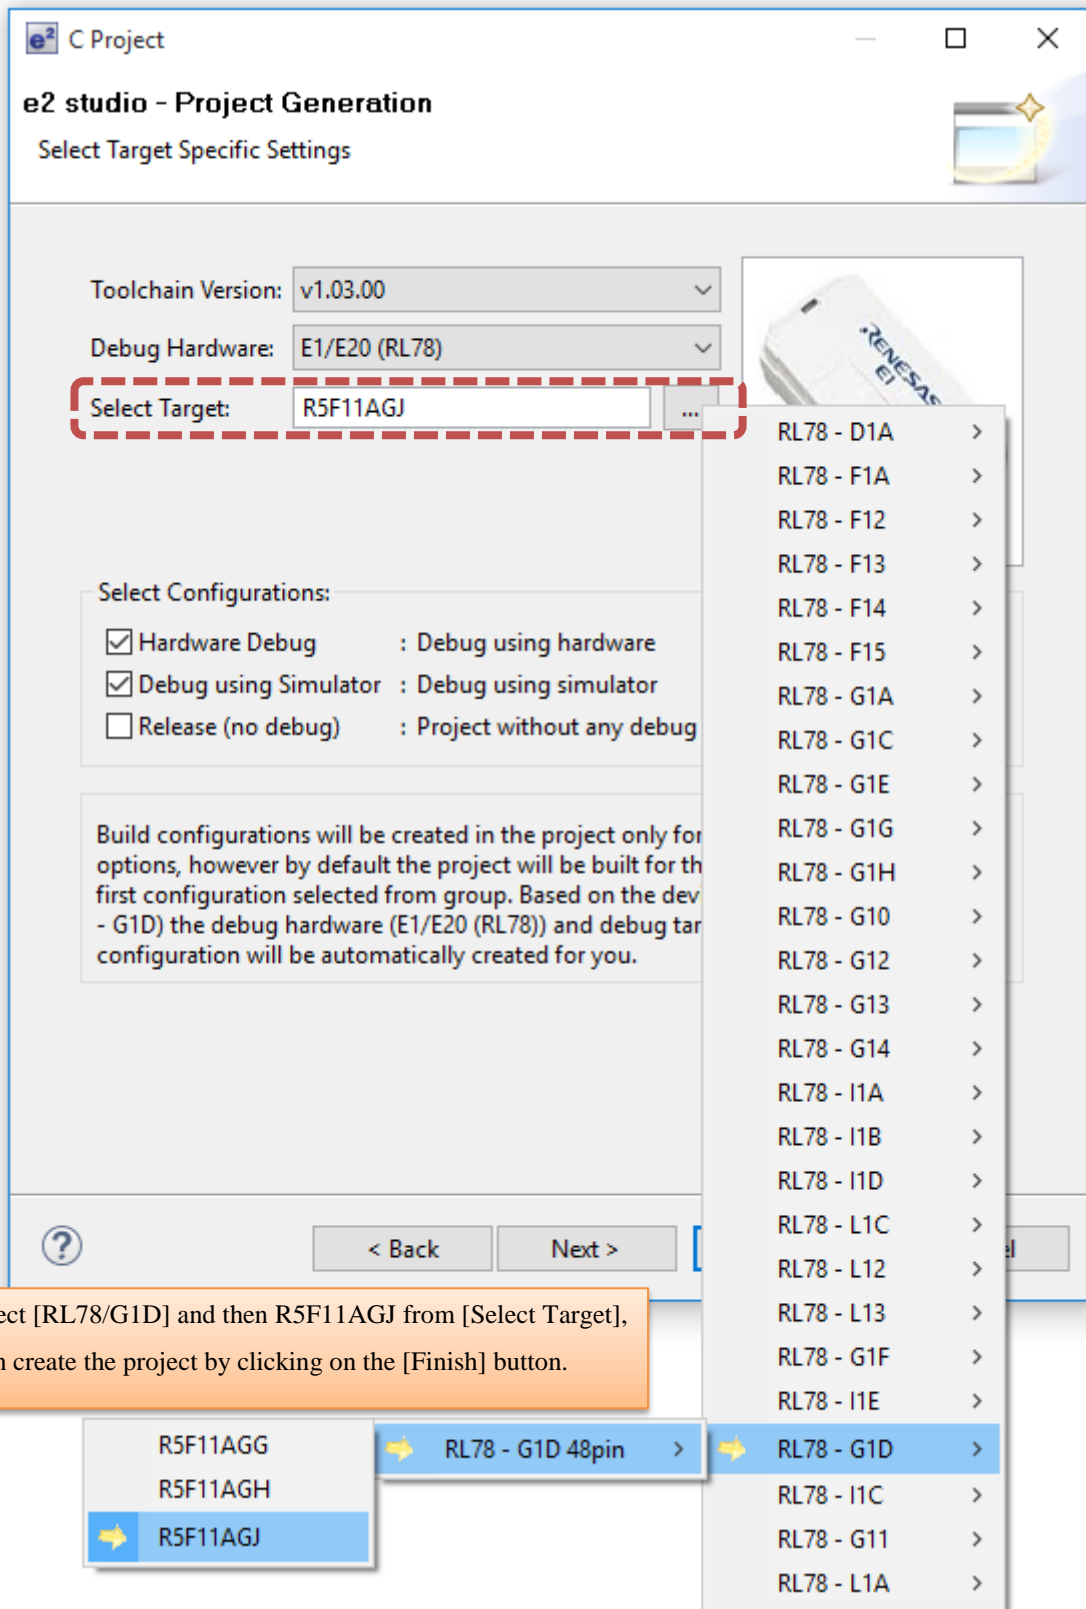 e² C Project
e2 studio - Project Generation
Select Target Specific Settings
Toolchain Version: v1.03.00
Debug Hardware: E1/E20 (RL78)
Select Target: R5F11AGJ ...
RENESAS
E1
Select Configurations:
Hardware Debug : Debug using hardware
Debug using Simulator : Debug using simulator
Release (no debug) : Project without any debug
Build configurations will be created in the project only for
options, however by default the project will be built for th
first configuration selected from group. Based on the dev
- G1D) the debug hardware (E1/E20 (RL78)) and debug tar
configuration will be automatically created for you.
?
< Back
Next >
el
RL78 - D1A >
RL78 - F1A >
RL78 - F12 >
RL78 - F13 >
RL78 - F14 >
RL78 - F15 >
RL78 - G1A >
RL78 - G1C >
RL78 - G1E >
RL78 - G1G >
RL78 - G1H >
RL78 - G10 >
RL78 - G12 >
RL78 - G13 >
RL78 - G14 >
RL78 - I1A >
RL78 - I1B >
RL78 - I1D >
RL78 - L1C >
RL78 - L12 >
RL78 - L13 >
RL78 - G1F >
RL78 - I1E >
RL78 - G1D >
RL78 - I1C >
RL78 - G11 >
RL78 - L1A >
ect [RL78/G1D] and then R5F11AGJ from [Select Target],
n create the project by clicking on the [Finish] button.
RL78 - G1D 48pin >
R5F11AGG
R5F11AGH
R5F11AGJ